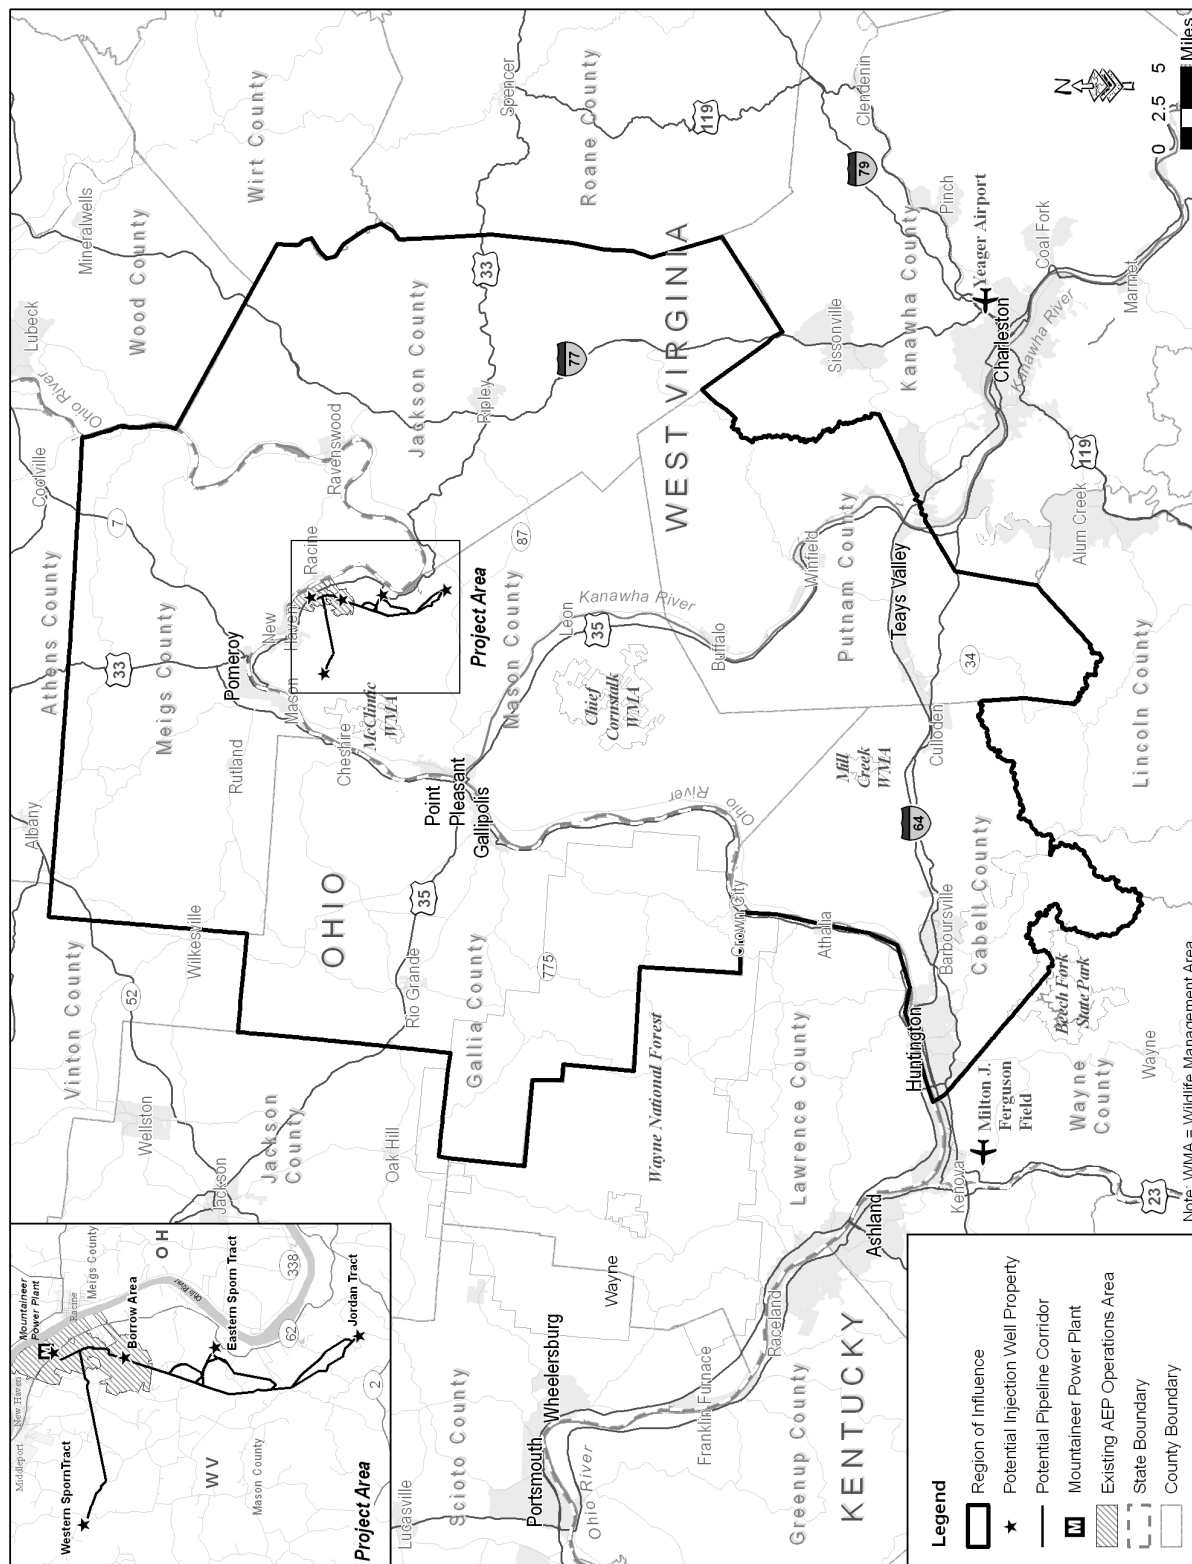 Middleport
New Haven
Mountaineer
Power Plant
M
Racine
Meigs County
OH
Ohio River
Western Sporn Tract
Borrow Area
Eastern Sporn Tract
338
62
Jordan Tract
2
WV
Mason County
Project Area
Lubeck
Mineralwells
Wood County
Wirt County
Ohio River
Coolville
Athens County
Albany
7
33
Meigs County
Pomeroy
Rutland
Wilkesville
Vinton County
52
Wellston
Jackson
Jackson
County
Oak Hill
OHIO
New
Haven
Racine
Mason
Cheshire
McClintic
WMA
Ravenswood
Jackson County
Ripley
33
Spencer
Roane County
119
77
87
Project Area
Mason County
Point
Pleasant
Gallipolis
35
Rio Grande
Gallia County
775
Leon
35
Kanawha River
Chief
Cornstalk
WMA
Buffalo
WEST VIRGINIA
Ohio
River
Crown City
Athalia
Wayne National Forest
Lawrence County
Wayne
Lucasville
Scioto County
Portsmouth
Wheelersburg
Ohio River
Franklin Furnace
Greenup County
Raceland
Ashland
KENTUCKY
Winfield
Putnam County
Teays Valley
Mill
Creek
WMA
34
Culloden
64
Barboursville
Cabell County
Huntington
Milton J.
Ferguson
Field
Kenova
23
Beech Fork
State Park
Wayne
County
Wayne
Lincoln County
Alum Creek
119
Sissonville
Kanawha County
Charleston
Kanawha River
Yeager Airport
Pinch
79
Clendenin
Coal Fork
Marmet
N
0 2.5 5
Miles
Legend
Region of Influence
Potential Injection Well Property
Potential Pipeline Corridor
M Mountaineer Power Plant
Existing AEP Operations Area
State Boundary
County Boundary
Note: WMA = Wildlife Management Area